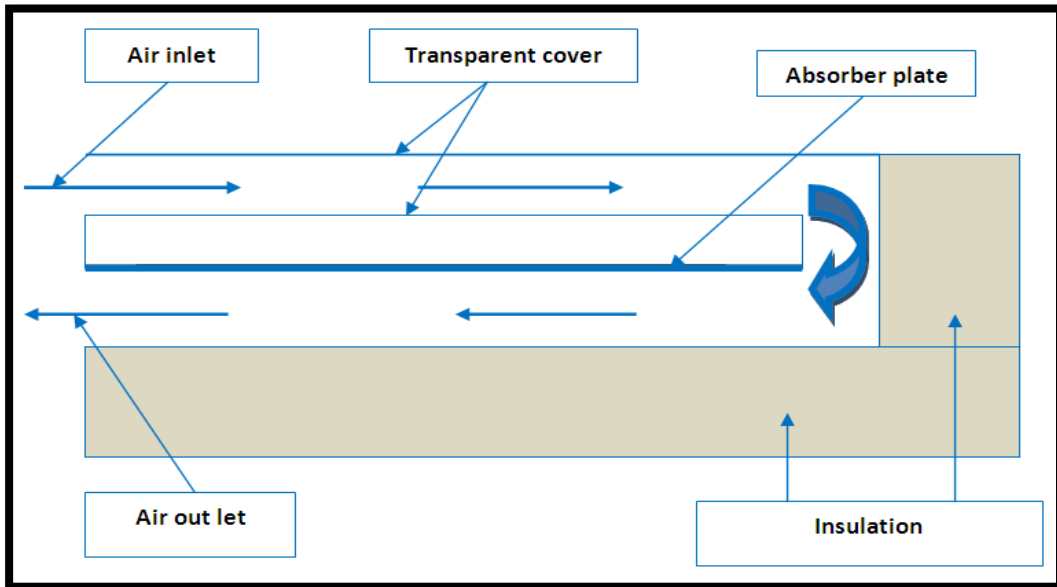 Air inlet
Transparent cover
Absorber plate
Air out let
Insulation